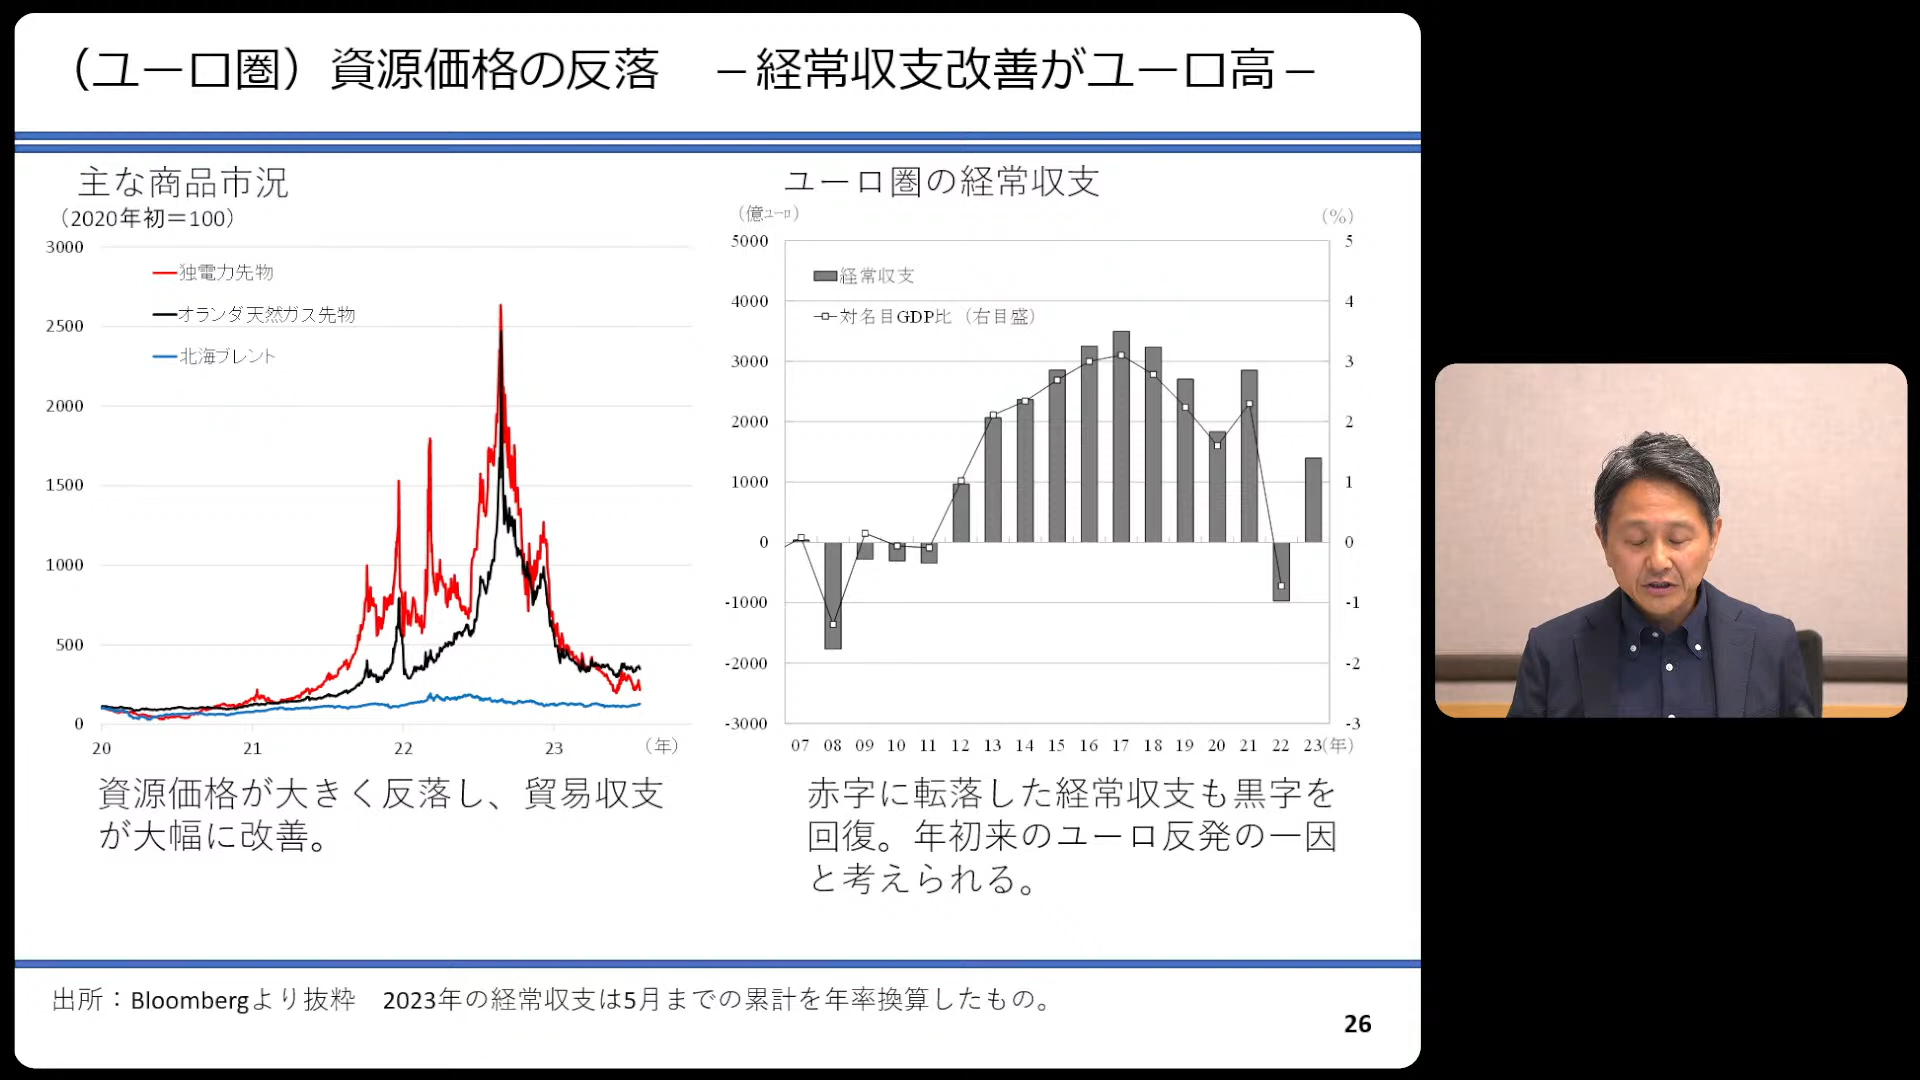 （ユーロ圏）資源価格の反落　－経常収支改善がユーロ高－
主な商品市況
（2020年初＝100）
3000
2500
2000
1500
1000
500
0
独電力先物
オランダ天然ガス先物
北海ブレント
20 21 22 23 （年）
資源価格が大きく反落し、貿易収支
が大幅に改善。
ユーロ圏の経常収支
（億ユーロ）
（%）
5000
4000
3000
2000
1000
0
-1000
-2000
-3000
経常収支
対名目GDP比（右目盛）
5
4
3
2
1
0
-1
-2
-3
07 08 09 10 11 12 13 14 15 16 17 18 19 20 21 22 23（年）
赤字に転落した経常収支も黒字を
回復。年初来のユーロ反発の一因
と考えられる。
出所：Bloombergより抜粋　2023年の経常収支は5月までの累計を年率換算したもの。
26